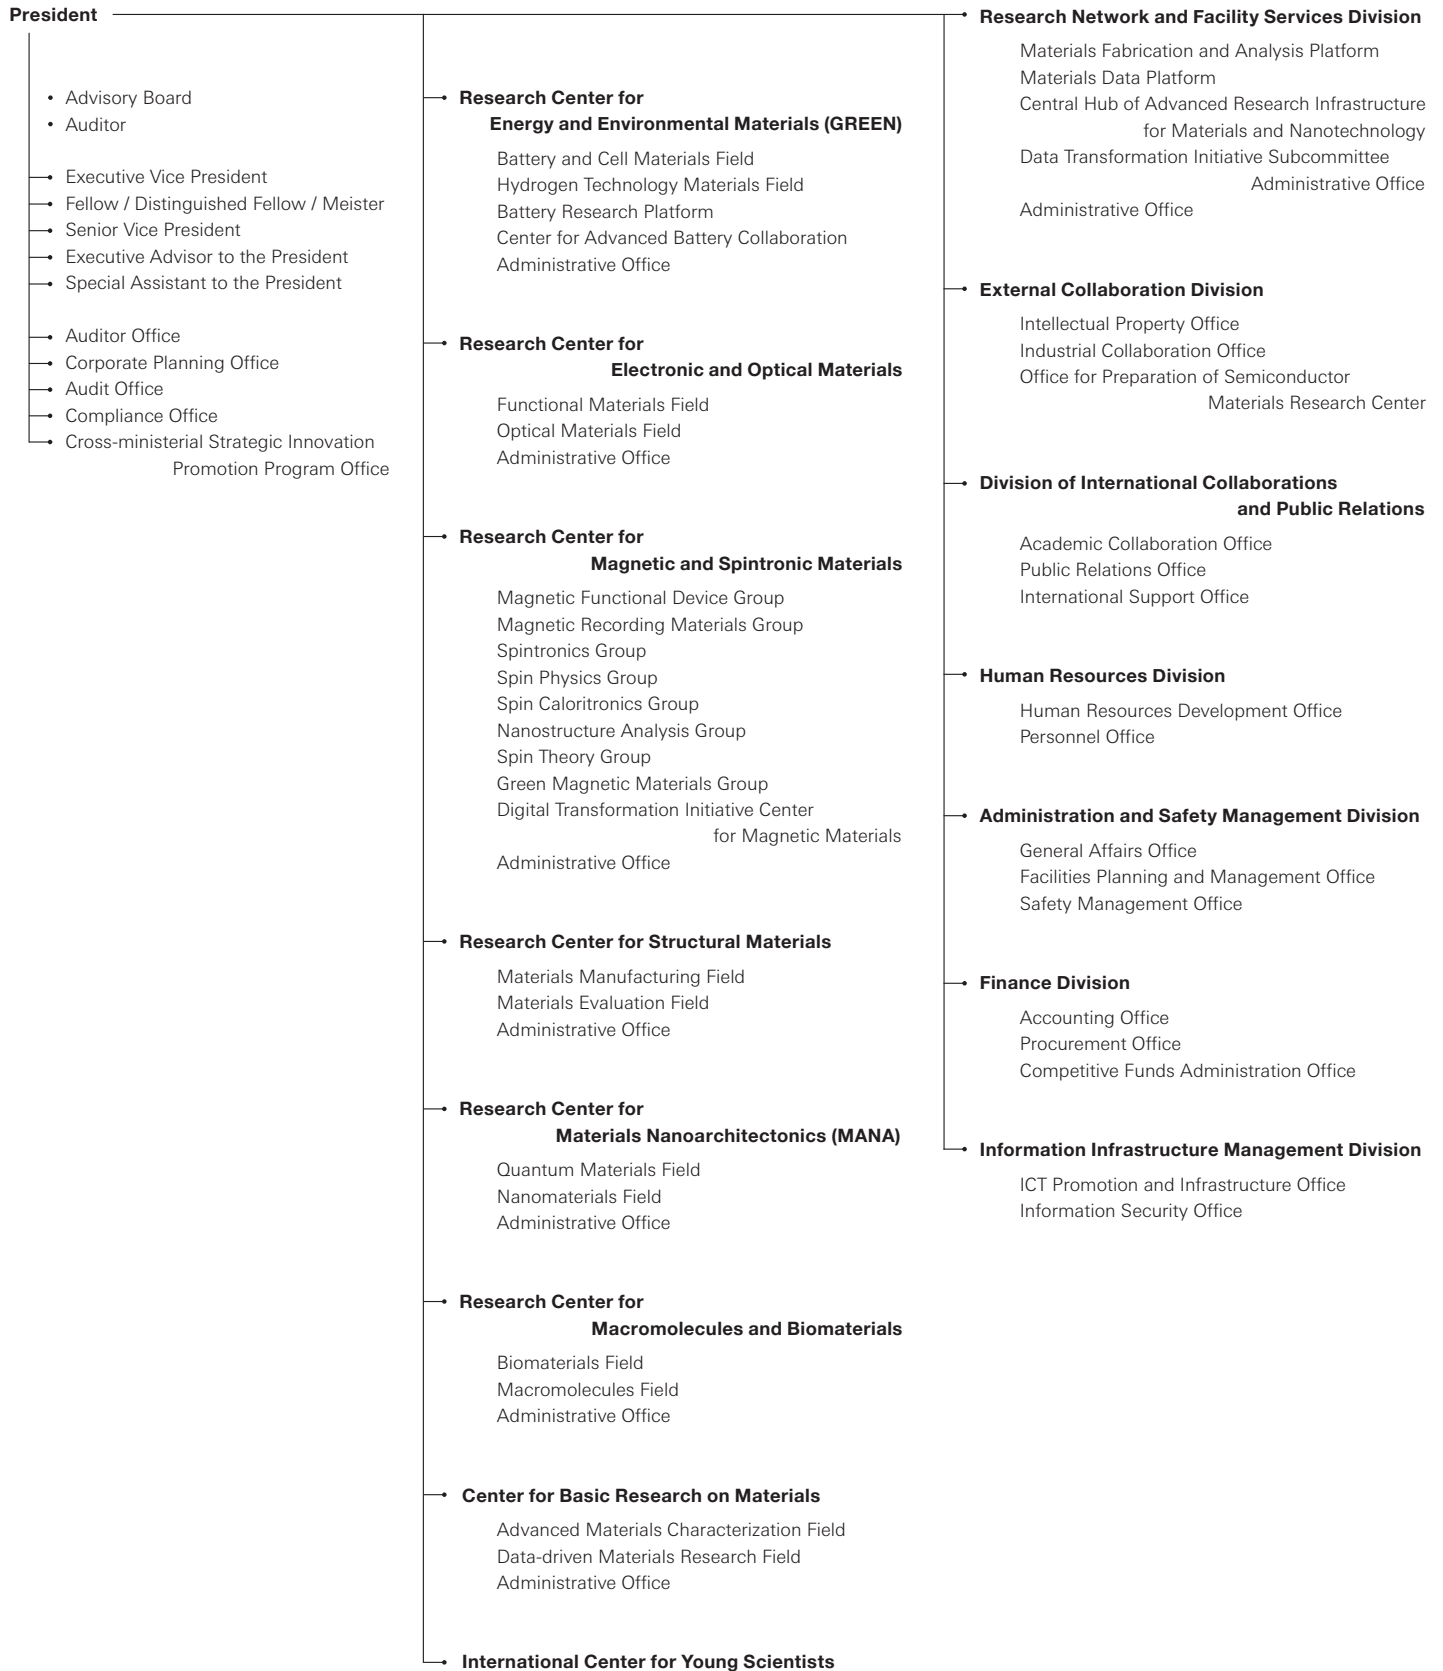 President
• Advisory Board
• Auditor
Executive Vice President
Fellow / Distinguished Fellow / Meister
Senior Vice President
Executive Advisor to the President
Special Assistant to the President
Auditor Office
Corporate Planning Office
Audit Office
Compliance Office
Cross-ministerial Strategic Innovation
Promotion Program Office
Research Center for
Energy and Environmental Materials (GREEN)
Battery and Cell Materials Field
Hydrogen Technology Materials Field
Battery Research Platform
Center for Advanced Battery Collaboration
Administrative Office
Research Center for
Electronic and Optical Materials
Functional Materials Field
Optical Materials Field
Administrative Office
Research Center for
Magnetic and Spintronic Materials
Magnetic Functional Device Group
Magnetic Recording Materials Group
Spintronics Group
Spin Physics Group
Spin Caloritronics Group
Nanostructure Analysis Group
Spin Theory Group
Green Magnetic Materials Group
Digital Transformation Initiative Center
for Magnetic Materials
Administrative Office
Research Center for Structural Materials
Materials Manufacturing Field
Materials Evaluation Field
Administrative Office
Research Center for
Materials Nanoarchitectonics (MANA)
Quantum Materials Field
Nanomaterials Field
Administrative Office
Research Center for
Macromolecules and Biomaterials
Biomaterials Field
Macromolecules Field
Administrative Office
Center for Basic Research on Materials
Advanced Materials Characterization Field
Data-driven Materials Research Field
Administrative Office
International Center for Young Scientists
Research Network and Facility Services Division
Materials Fabrication and Analysis Platform
Materials Data Platform
Central Hub of Advanced Research Infrastructure
for Materials and Nanotechnology
Data Transformation Initiative Subcommittee
Administrative Office
Administrative Office
External Collaboration Division
Intellectual Property Office
Industrial Collaboration Office
Office for Preparation of Semiconductor
Materials Research Center
Division of International Collaborations
and Public Relations
Academic Collaboration Office
Public Relations Office
International Support Office
Human Resources Division
Human Resources Development Office
Personnel Office
Administration and Safety Management Division
General Affairs Office
Facilities Planning and Management Office
Safety Management Office
Finance Division
Accounting Office
Procurement Office
Competitive Funds Administration Office
Information Infrastructure Management Division
ICT Promotion and Infrastructure Office
Information Security Office